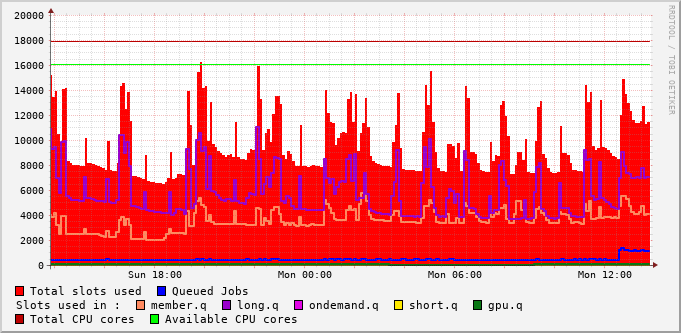 20000
18000
16000
14000
12000
10000
8000
6000
4000
2000
0
Sun 18:00 Mon 00:00 Mon 06:00 Mon 12:00
RRDTOOL / TOBI OETIKER
Total slots used Queued Jobs
Slots used in : member.q long.q ondemand.q short.q gpu.q
Total CPU cores Available CPU cores